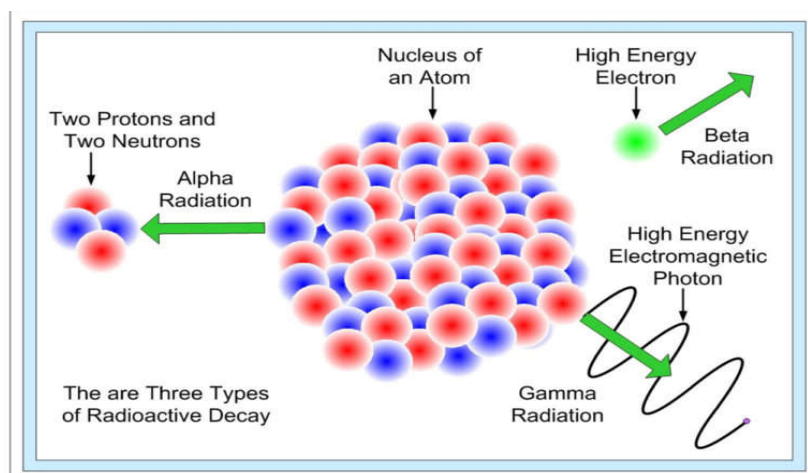 Nucleus of
an Atom
High Energy
Electron
Two Protons and
Two Neutrons
Beta
Radiation
Alpha
Radiation
High Energy
Electromagnetic
Photon
The are Three Types
of Radioactive Decay
Gamma
Radiation